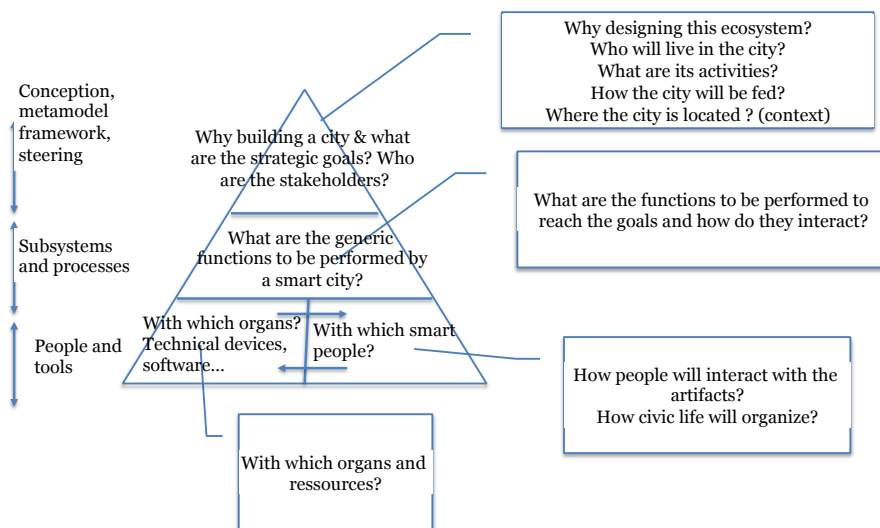 Why designing this ecosystem?
Who will live in the city?
What are its activities?
How the city will be fed?
Where the city is located ? (context)
Conception,
metamodel
framework,
steering
Why building a city & what
are the strategic goals? Who
are the stakeholders?
What are the functions to be performed to
reach the goals and how do they interact?
Subsystems
and processes
What are the generic
functions to be performed by
a smart city?
People and
tools
With which organs?
Technical devices,
software...
With which smart
people?
How people will interact with the
artifacts?
How civic life will organize?
With which organs and
ressources?